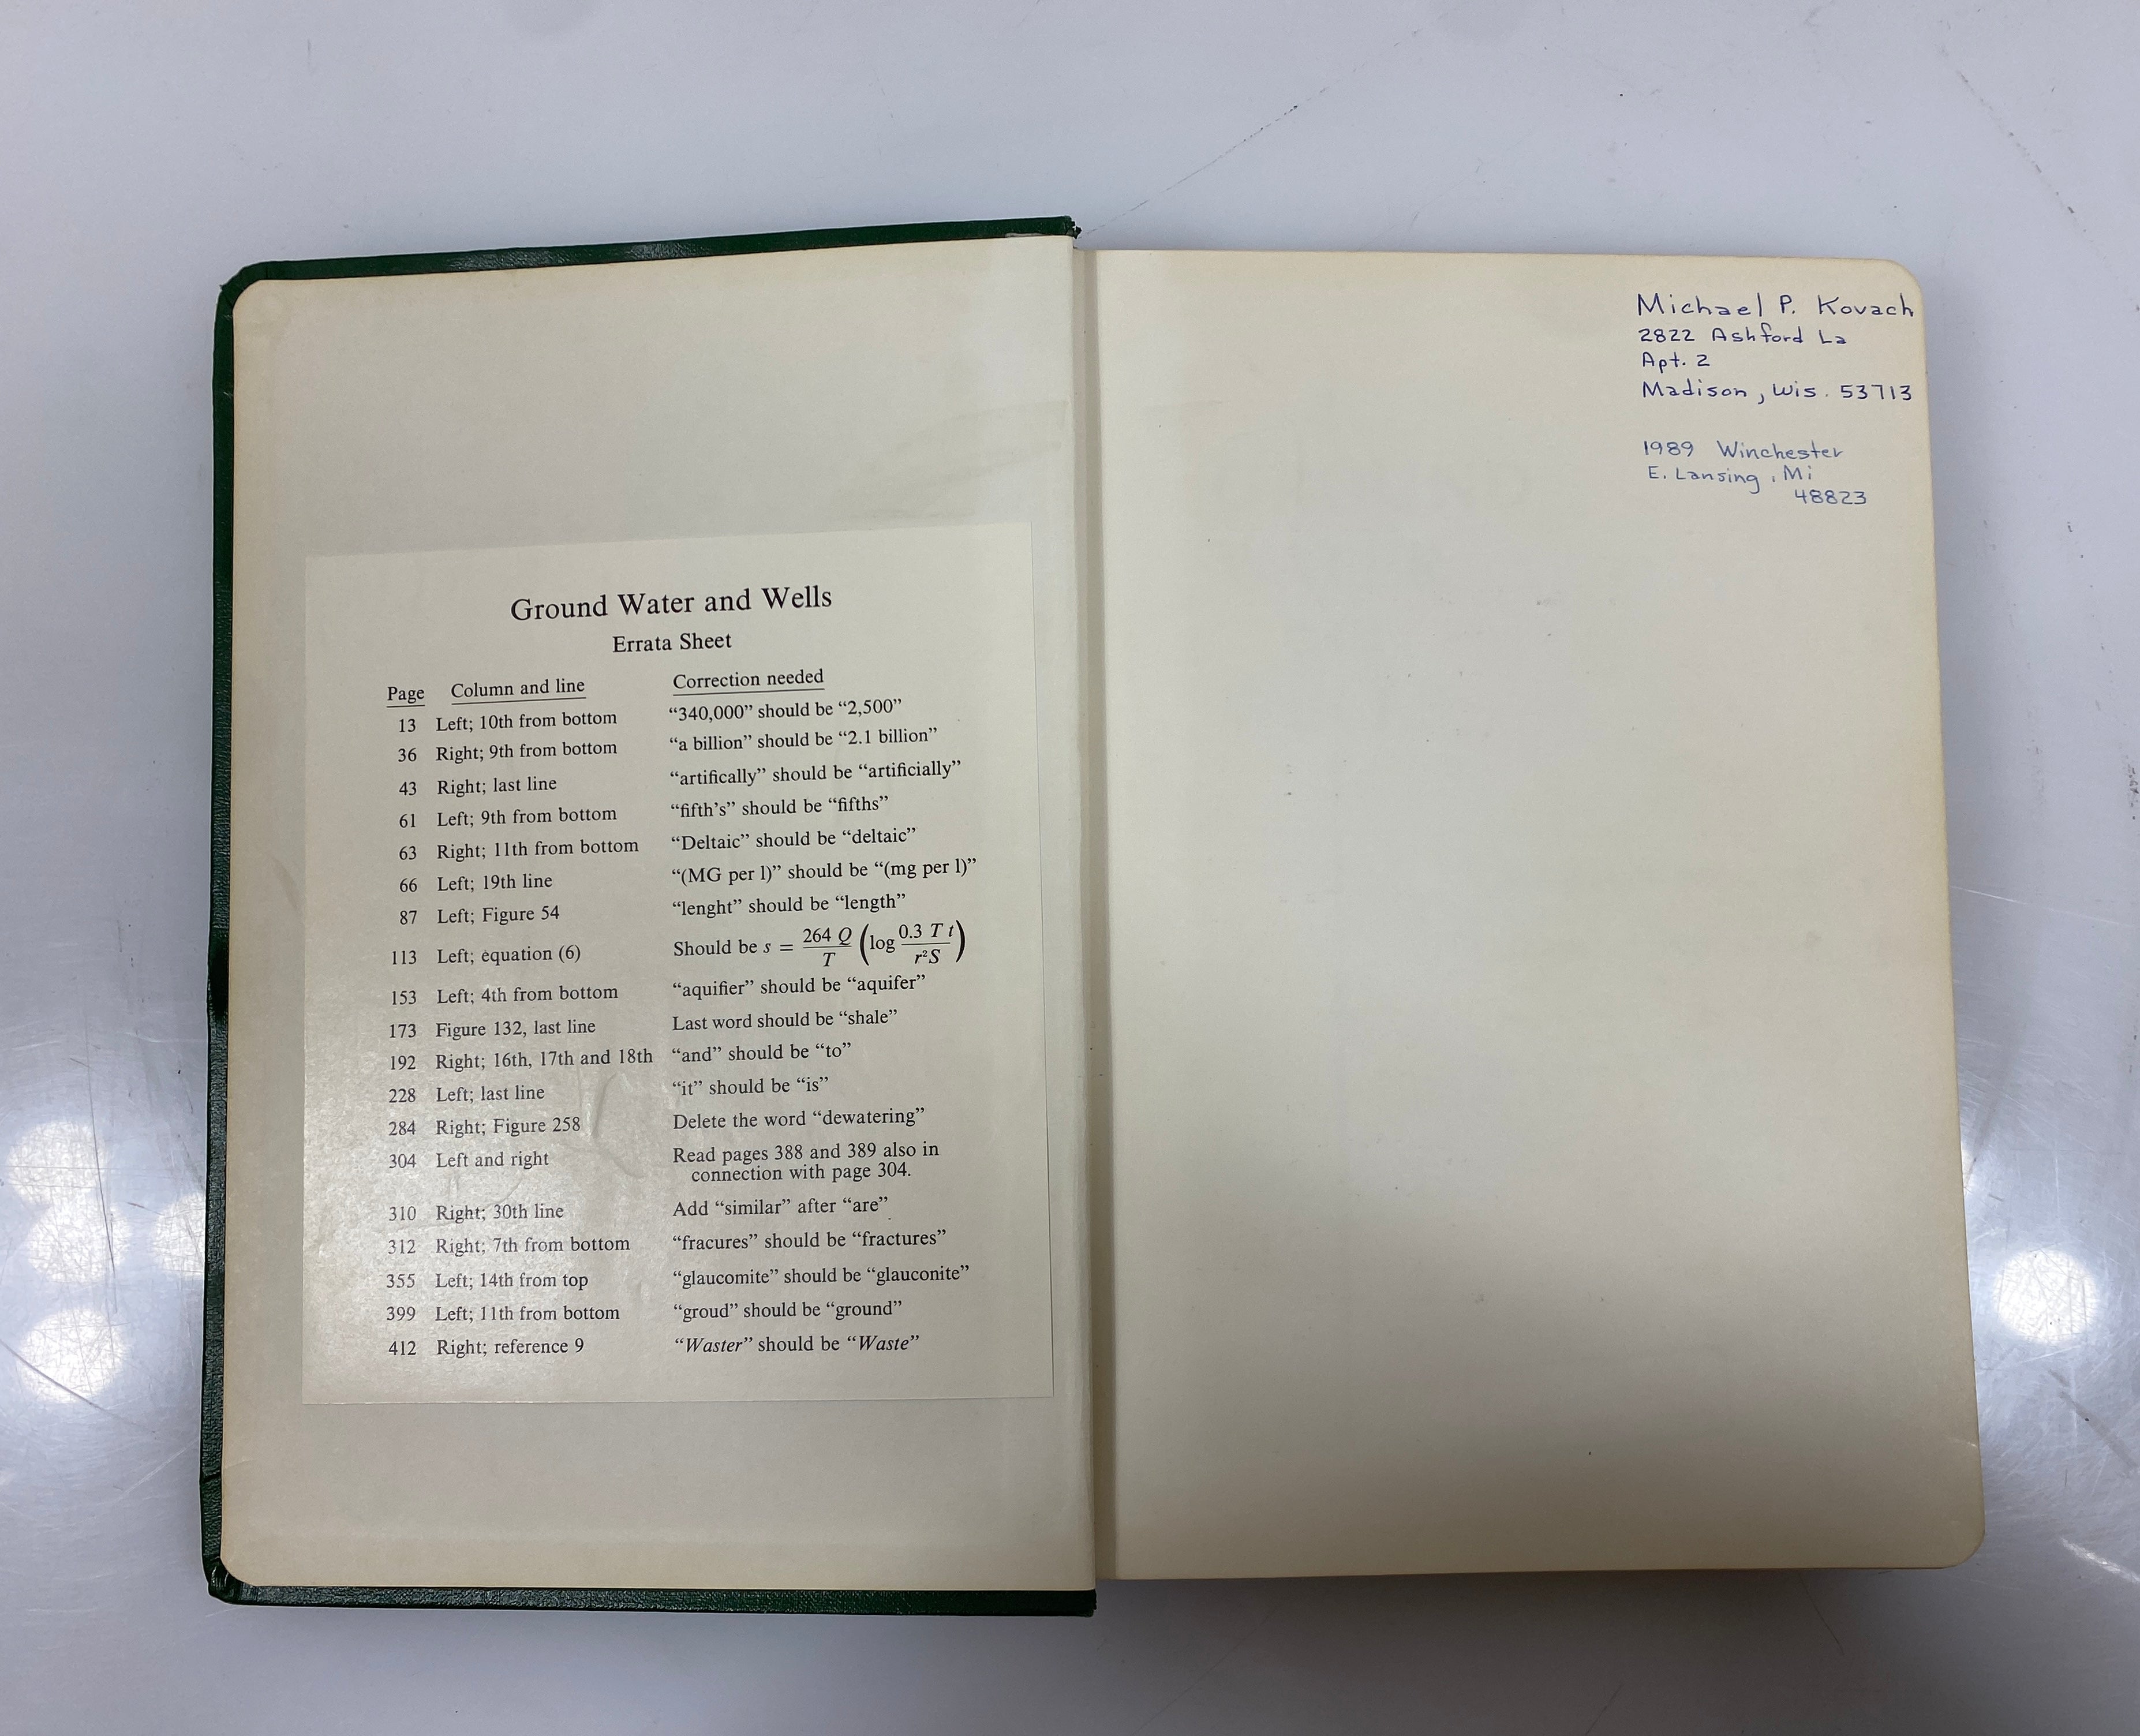 Ground Water and Wells
Errata Sheet
Page Column and line Correction needed
13 Left; 10th from bottom “340,000” should be “2,500”
36 Right; 9th from bottom “a billion” should be “2.1 billion”
43 Right; last line “artifically” should be “artificially”
61 Left; 9th from bottom “fifth's” should be “fifths”
63 Right; 11th from bottom “Deltaic” should be “deltaic”
66 Left; 19th line “(MG per l)” should be “(mg per l)”
87 Left; Figure 54 “lenght” should be “length”
113 Left; equation (6) Should be s = 264 Q / T (log 0.3 T t / r²S)
153 Left; 4th from bottom “aquifier” should be “aquifer”
173 Figure 132, last line Last word should be “shale”
192 Right; 16th, 17th and 18th “and” should be “to”
228 Left; last line “it” should be “is”
284 Right; Figure 258 Delete the word “dewatering”
304 Left and right Read pages 388 and 389 also in
connection with page 304.
310 Right; 30th line Add “similar” after “are”
312 Right; 7th from bottom “fracures” should be “fractures”
355 Left; 14th from top “glaucomite” should be “glauconite”
399 Left; 11th from bottom “groud” should be “ground”
412 Right; reference 9 “Waster” should be “Waste”
Michael P. Kovach
2822 Ashford La
Apt. 2
Madison, Wis. 53713
1989 Winchester
E. Lansing, Mi
48823